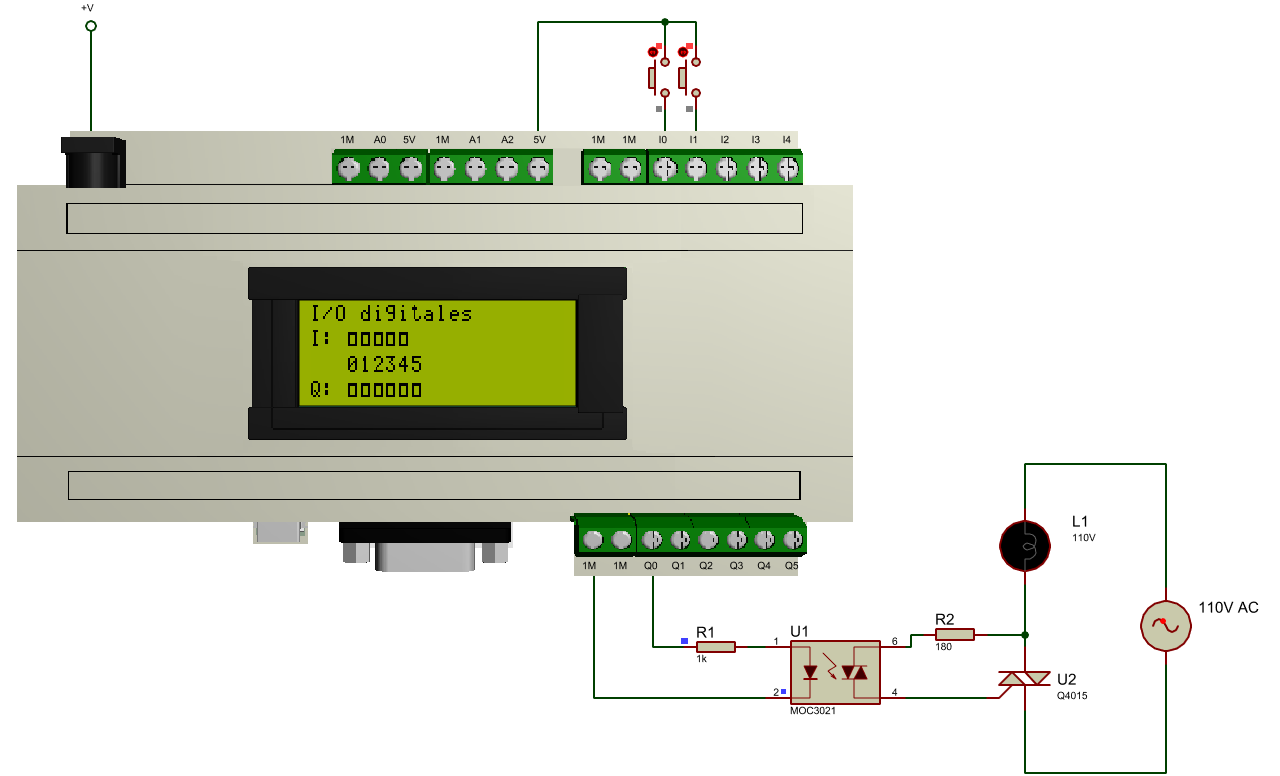 +V
1M A0 5V 1M A1 A2 5V 1M 1M I0 I1 I2 I3 I4
I/O digitales
I: 00000
012345
Q: 000000
1M 1M Q0 Q1 Q2 Q3 Q4 Q5
L1
110V
110V AC
R1
1k
U1
1
2
6
4
MOC3021
R2
180
U2
Q4015